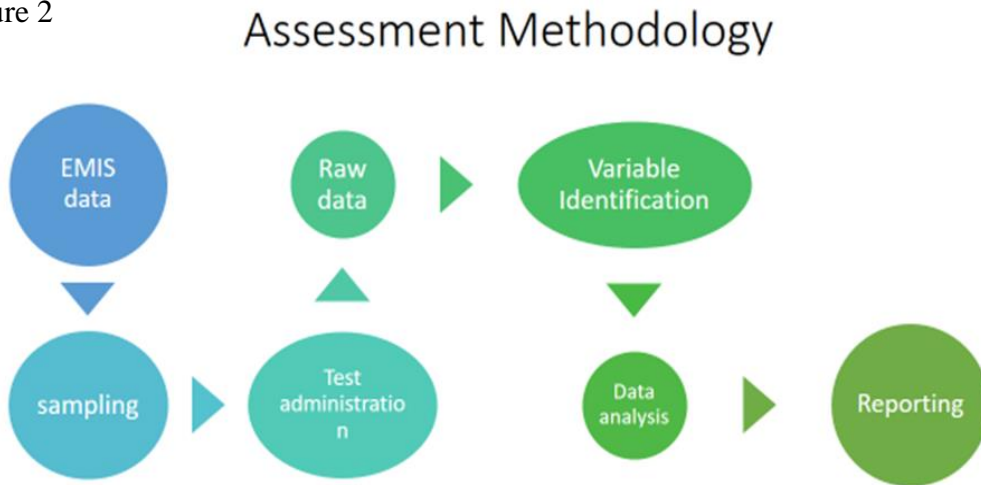 ure 2
Assessment Methodology
EMIS
data
sampling
Test
administratio
n
Raw
data
Variable
Identification
Data
analysis
Reporting